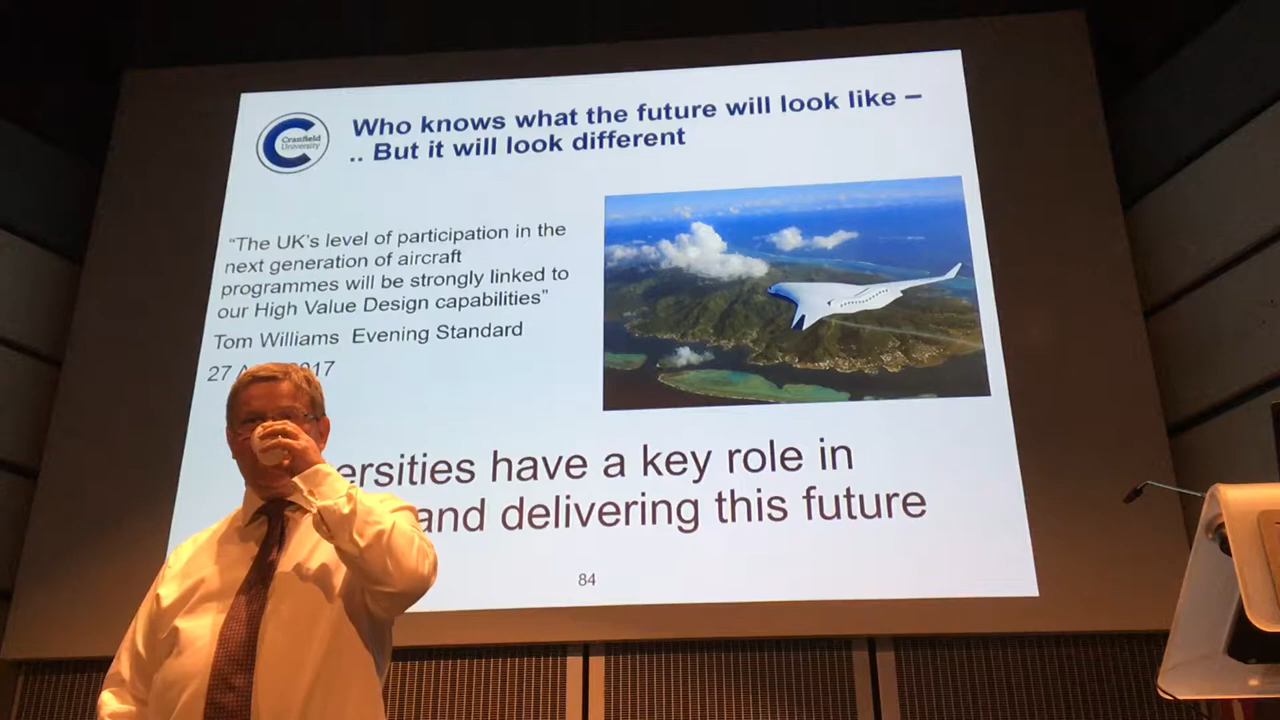 Cranfield
University
Who knows what the future will look like –
.. But it will look different
“The UK's level of participation in the
next generation of aircraft
programmes will be strongly linked to
our High Value Design capabilities”
Tom Williams Evening Standard
27
have a key role in
and delivering this future
84